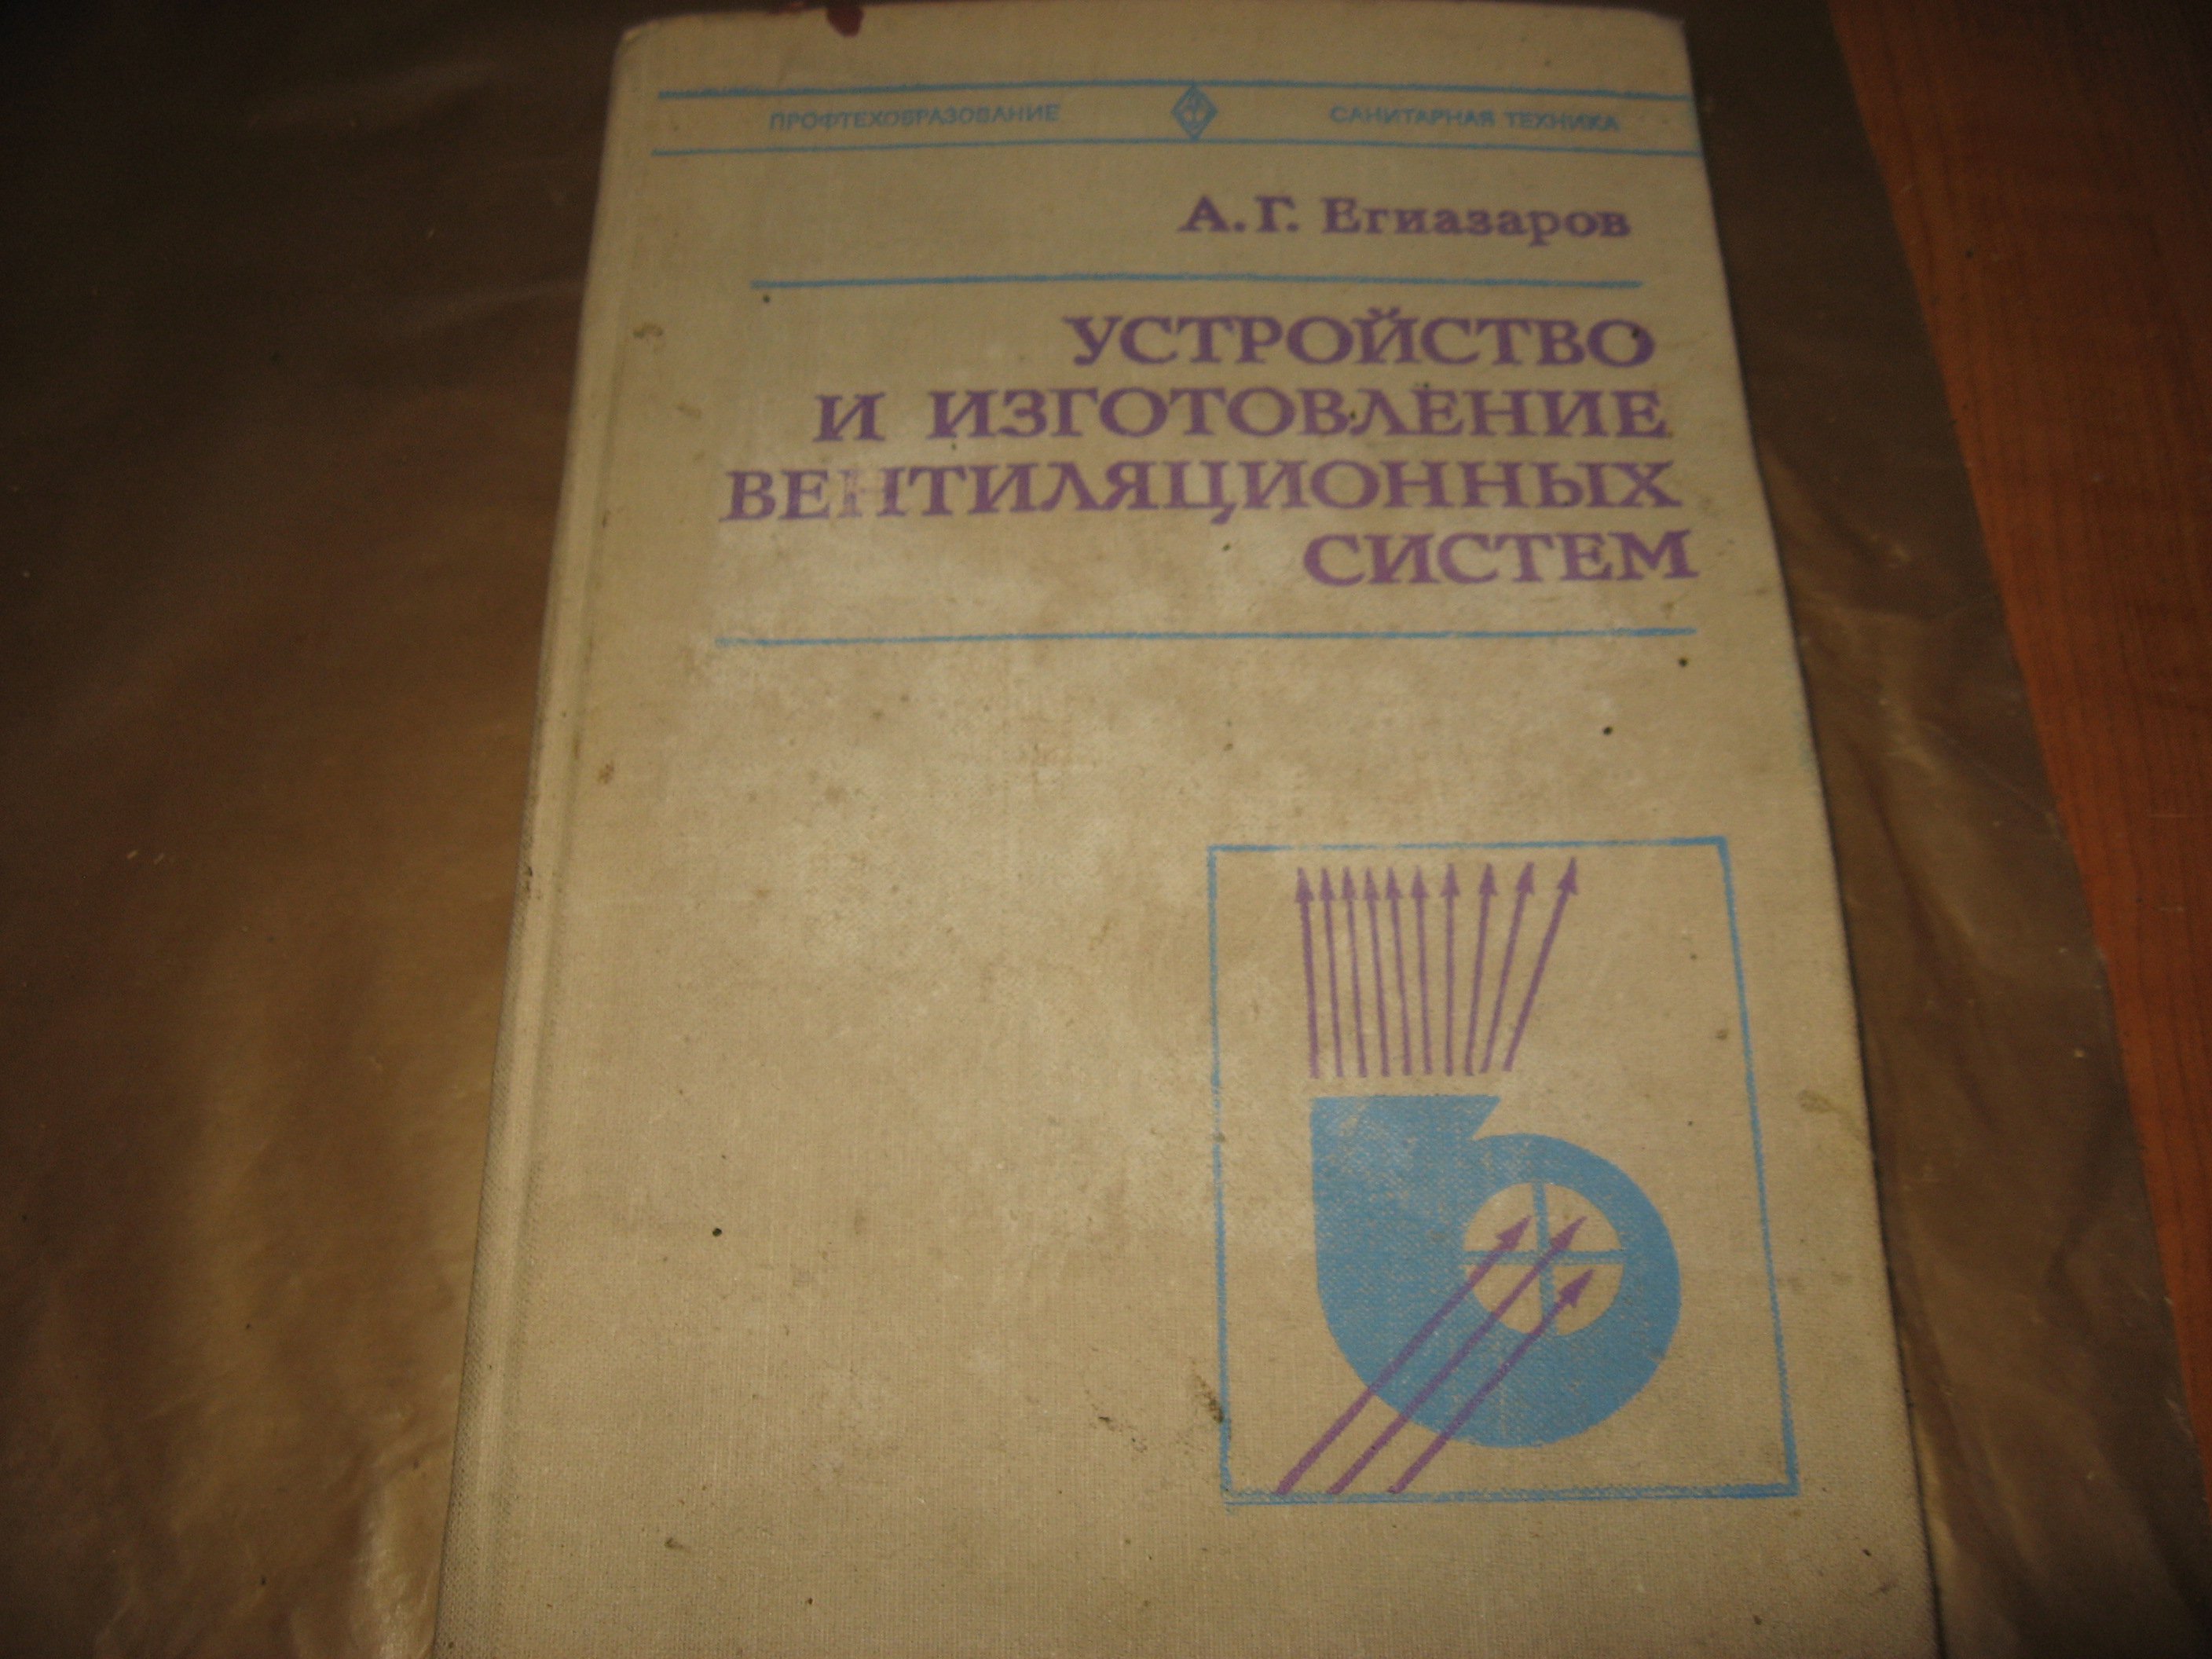 ПРОФТЕХОБРАЗОВАНИЕ САНИТАРНАЯ ТЕХНИКА
А. Г. Егиазаров
УСТРОЙСТВО
И ИЗГОТОВЛЕНИЕ
ВЕНТИЛЯЦИОННЫХ
СИСТЕМ